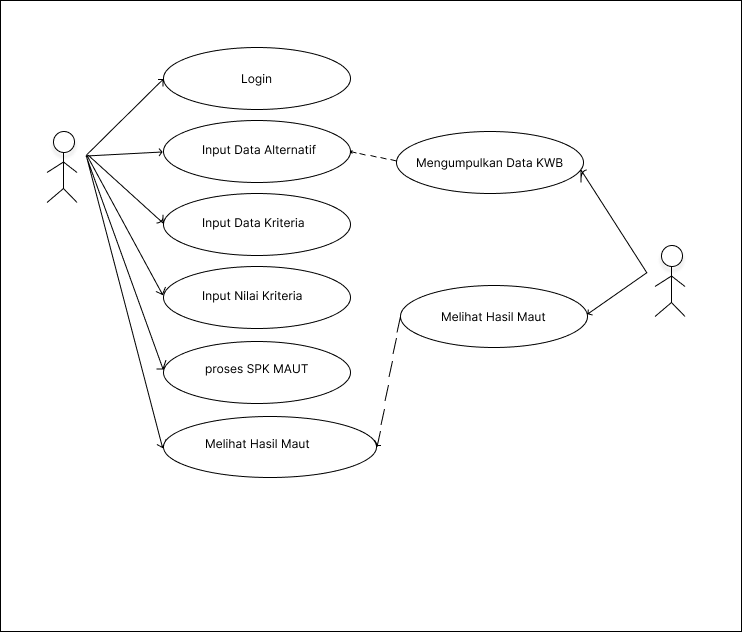 Login
Input Data Alternatif
Mengumpulkan Data KWB
Input Data Kriteria
Input Nilai Kriteria
Melihat Hasil Maut
proses SPK MAUT
Melihat Hasil Maut